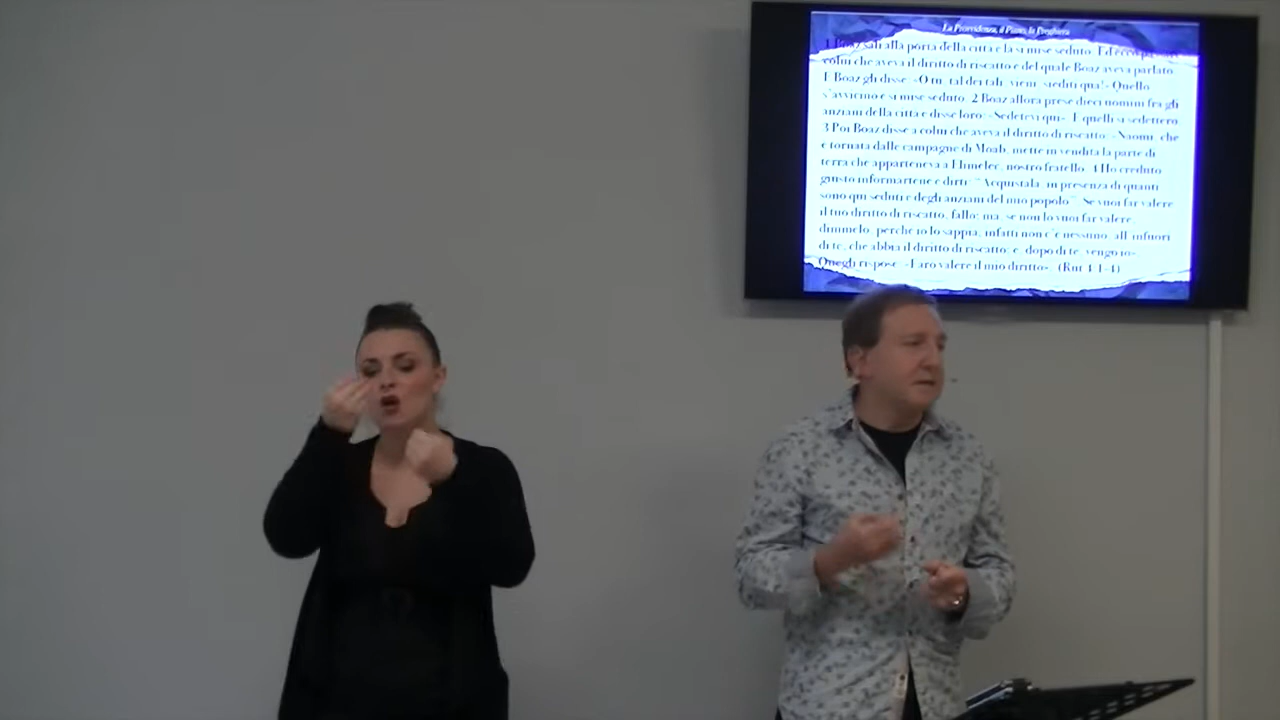 La Provvidenza, il Piano, la Preghiera
1 Boaz salì alla porta della città e là si mise seduto. Ed ecco
colui che aveva il diritto di riscatto e del quale Boaz aveva parlato.
E Boaz gli disse: «O tu, tal dei tali, vieni, siediti qua!» Quello
s'avvicinò e si mise seduto. 2 Boaz allora prese dieci uomini fra gli
anziani della città e disse loro: «Sedetevi qui». E quelli si sedettero.
3 Poi Boaz disse a colui che aveva il diritto di riscatto: «Naomi, che
è tornata dalle campagne di Moab, mette in vendita la parte di
terra che apparteneva a Elimelec, nostro fratello. 4 Ho creduto
giusto informartene e dirti: "Acquistala in presenza di quanti
sono qui seduti e degli anziani del mio popolo". Se vuoi far valere
il tuo diritto di riscatto, fallo; ma, se non lo vuoi far valere,
dimmelo, perché io lo sappia; infatti non c'è nessuno, all'infuori
di te, che abbia il diritto di riscatto; e, dopo di te, vengo io».
Quegli rispose: «Farò valere il mio diritto». (Rut 4:1-4)